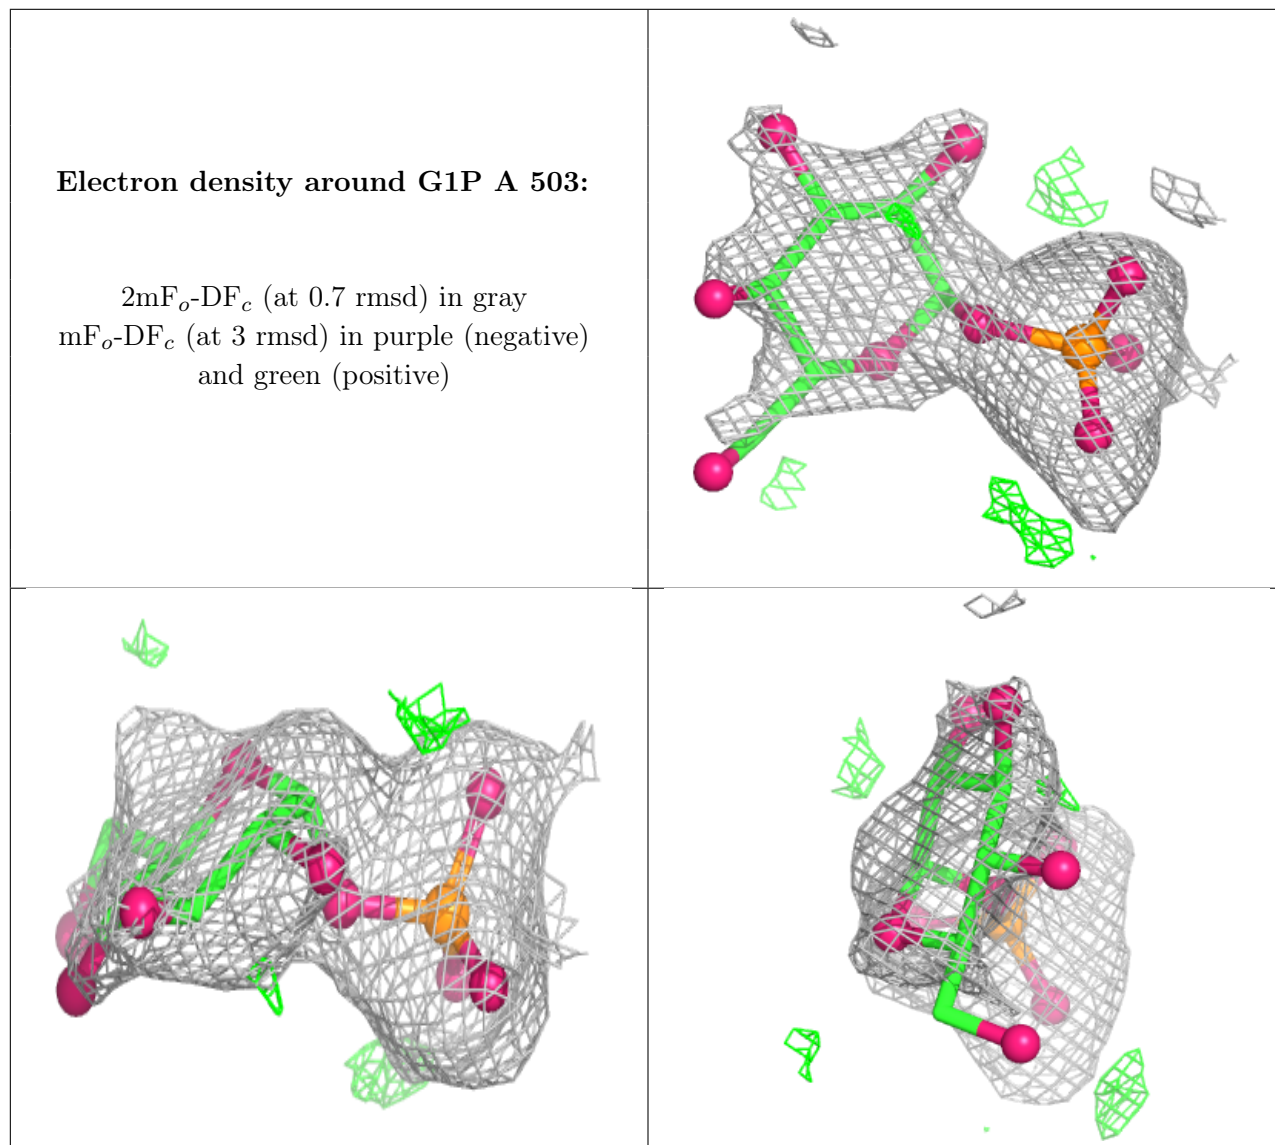 Electron density around G1P A 503:
2mFo-DFc (at 0.7 rmsd) in gray
mFo-DFc (at 3 rmsd) in purple (negative)
and green (positive)